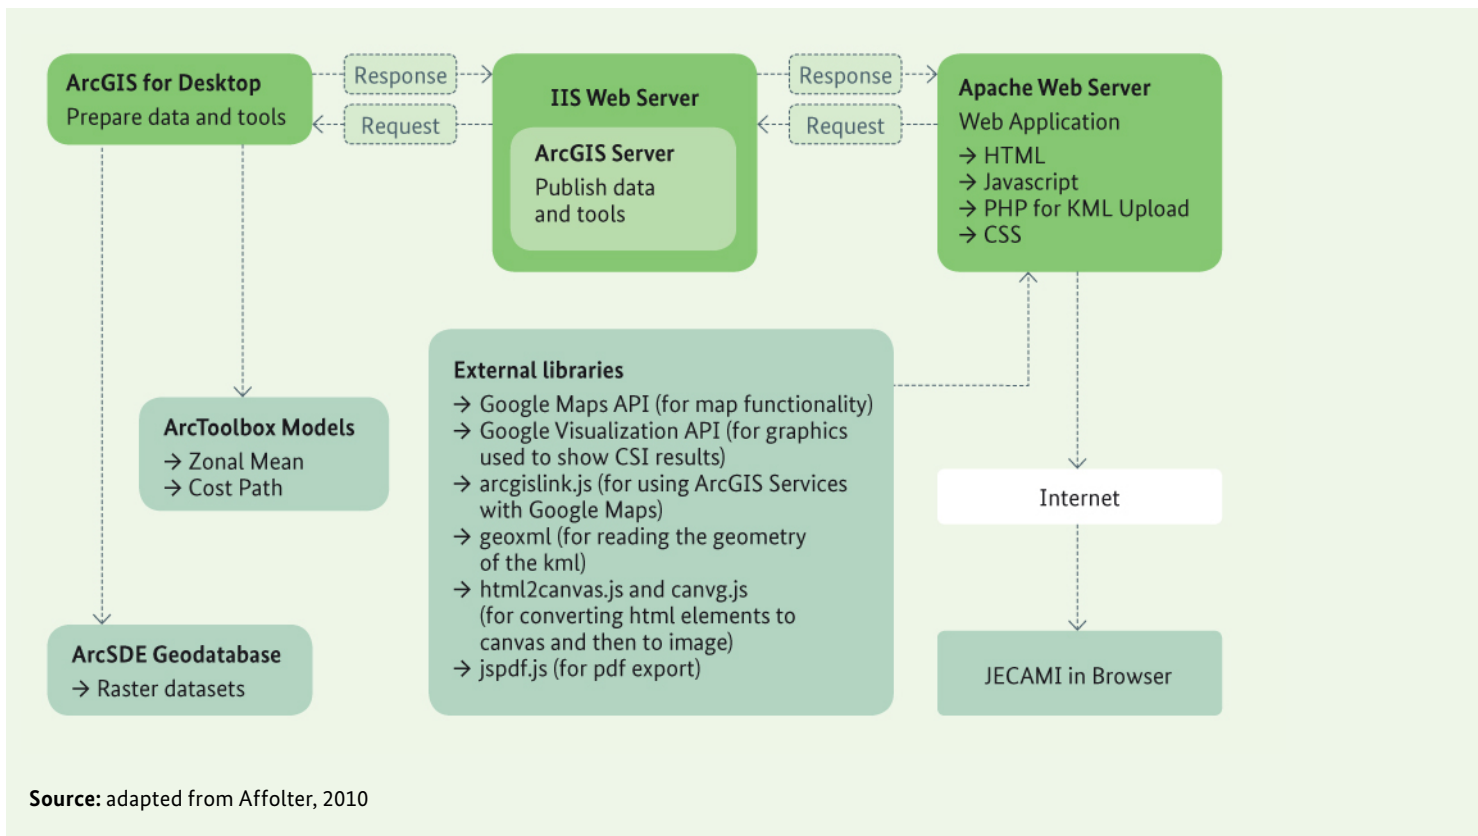 ArcGIS for Desktop
Prepare data and tools
Response
Request
IIS Web Server
ArcGIS Server
Publish data
and tools
Response
Request
Apache Web Server
Web Application
→ HTML
→ Javascript
→ PHP for KML Upload
→ CSS
ArcToolbox Models
→ Zonal Mean
→ Cost Path
ArcSDE Geodatabase
→ Raster datasets
External libraries
→ Google Maps API (for map functionality)
→ Google Visualization API (for graphics
used to show CSI results)
→ arcgislink.js (for using ArcGIS Services
with Google Maps)
→ geoxml (for reading the geometry
of the kml)
→ html2canvas.js and canvg.js
(for converting html elements to
canvas and then to image)
→ jspdf.js (for pdf export)
Internet
JECAMI in Browser
Source: adapted from Affolter, 2010